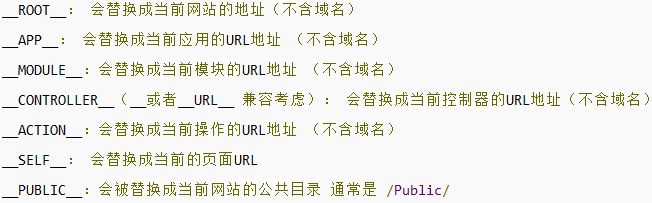 __ROOT__： 会替换成当前网站的地址（不含域名）
__APP__： 会替换成当前应用的URL地址 （不含域名）
__MODULE__：会替换成当前模块的URL地址 （不含域名）
__CONTROLLER__（__或者__URL__ 兼容考虑）： 会替换成当前控制器的URL地址（不含域名）
__ACTION__：会替换成当前操作的URL地址 （不含域名）
__SELF__： 会替换成当前的页面URL
__PUBLIC__：会被替换成当前网站的公共目录 通常是 /Public/